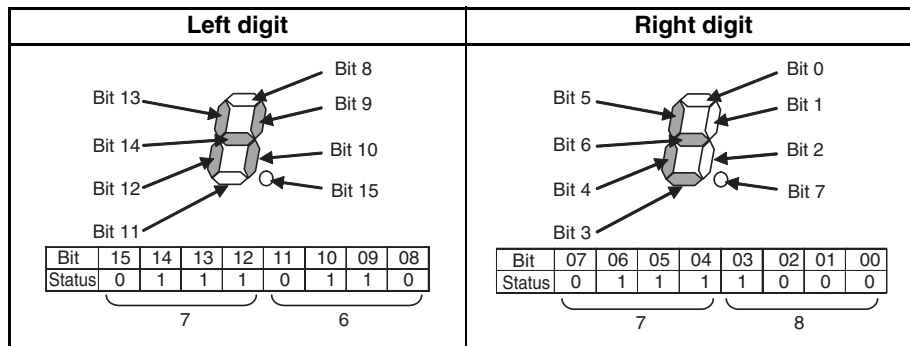 Left digit
Right digit
Bit 8
Bit 13
Bit 9
Bit 14
Bit 10
Bit 12
Bit 15
Bit 11
Bit 15 14 13 12 11 10 09 08
Status 0 1 1 1 0 1 1 0
7 6
Bit 0
Bit 5
Bit 1
Bit 6
Bit 2
Bit 4
Bit 7
Bit 3
Bit 07 06 05 04 03 02 01 00
Status 0 1 1 1 1 0 0 0
7 8